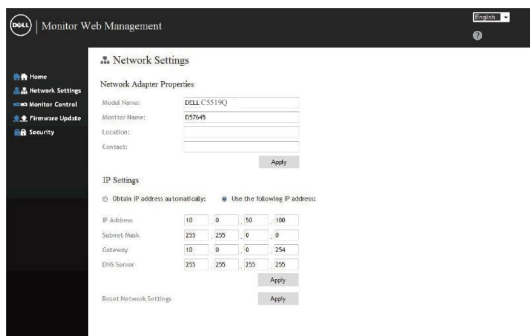 DELL | Monitor Web Management
English
?
Home
Network Settings
Monitor Control
Firmware Update
Security
Network Settings
Network Adapter Properties
Model Name: DELL C5519Q
Monitor Name: D57645
Location:
Contact:
Apply
IP Settings
Obtain IP address automatically: Use the following IP address:
IP Address 10 . 0 . 50 . 100
Subnet Mask 255 . 255 . 0 . 0
Gateway 10 . 0 . 0 . 254
DNS Server 255 . 255 . 255 . 255
Apply
Reset Network Settings Apply